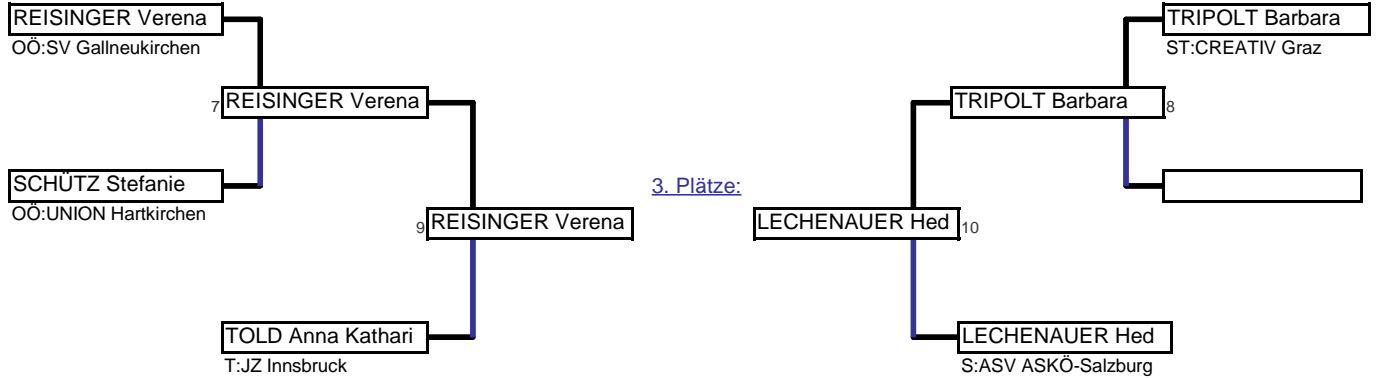 REISINGER Verena
OÖ:SV Gallneukirchen
TRIPOLT Barbara
ST:CREATIV Graz
7 REISINGER Verena
TRIPOLT Barbara 8
SCHÜTZ Stefanie
OÖ:UNION Hartkirchen
3. Plätze:
9 REISINGER Verena
LECHENAUER Hed 10
TOLD Anna Kathari
T:JZ Innsbruck
LECHENAUER Hed
S:ASV ASKÖ-Salzburg